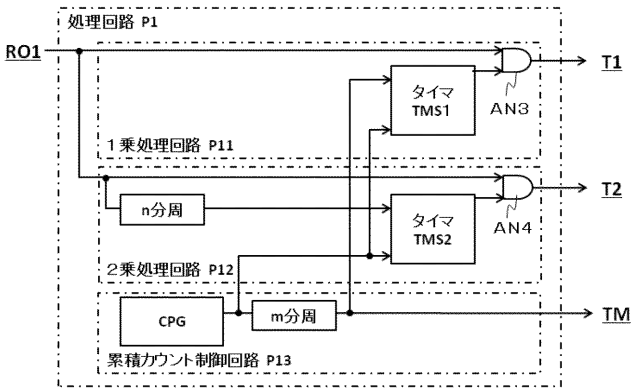 処理回路 P1
RO1
T1
タイマ
TMS1
AN3
1乗処理回路 P11
T2
n分周
タイマ
TMS2
AN4
2乗処理回路 P12
CPG
m分周
TM
累積カウント制御回路 P13